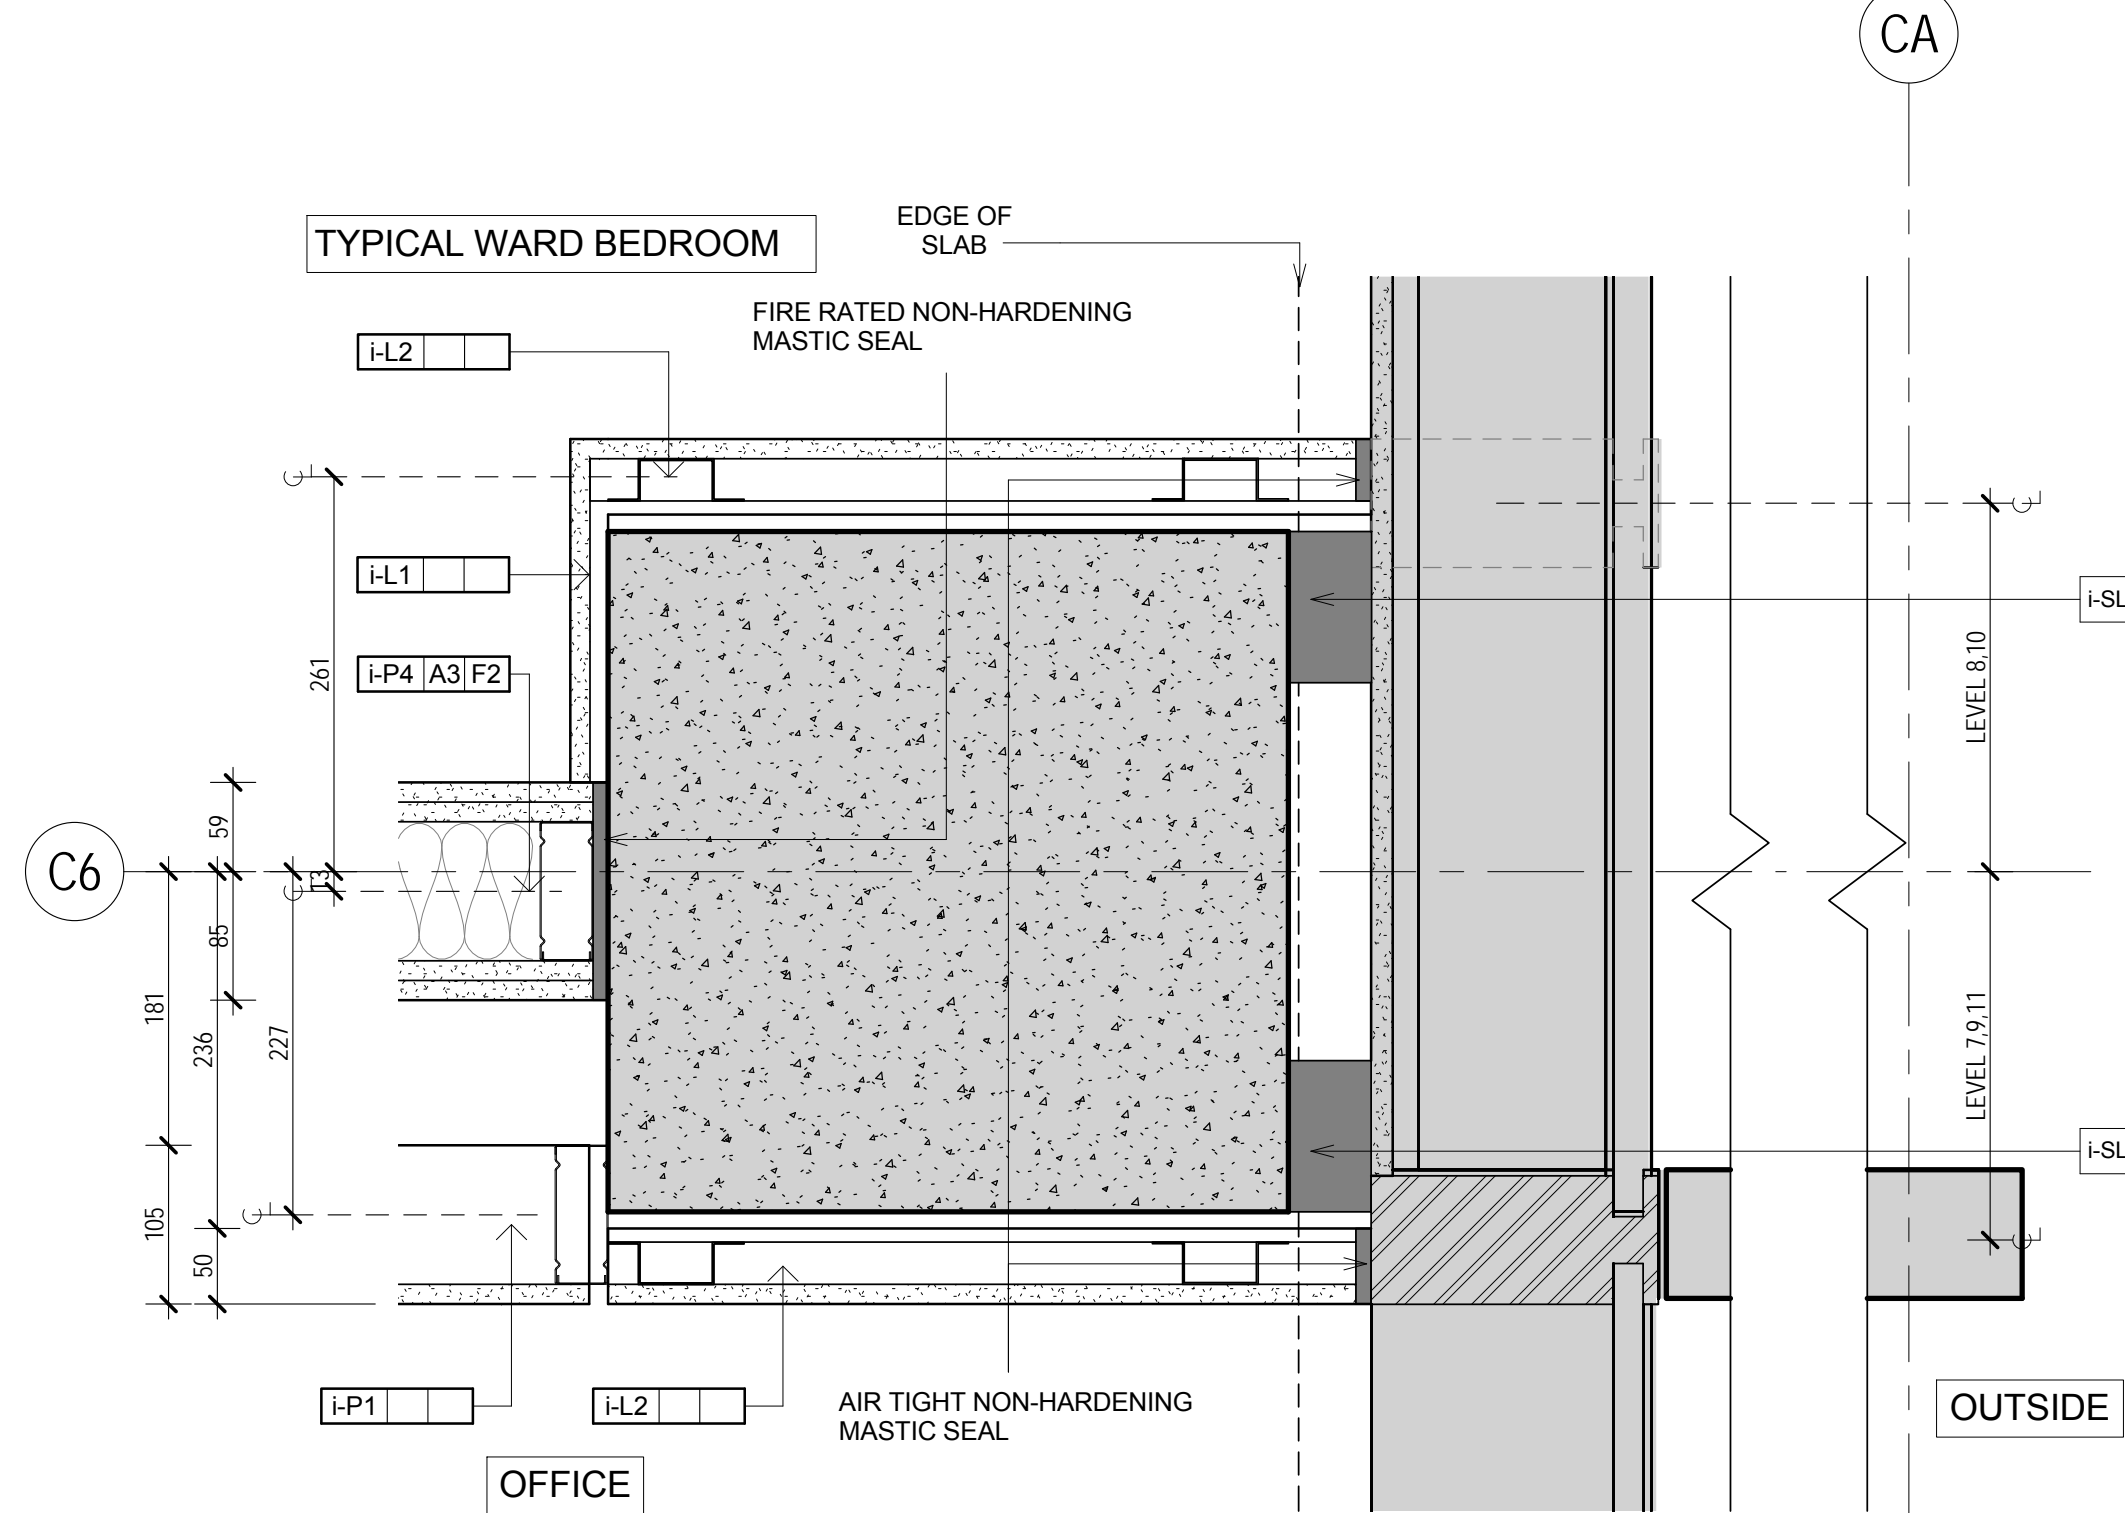 CA
TYPICAL WARD BEDROOM
EDGE OF
SLAB
FIRE RATED NON-HARDENING
MASTIC SEAL
i-L2
i-L1
i-SL
261
i-P4 A3 F2
LEVEL 8,10
59
C6
13
85
181
236
227
LEVEL 7,9,11
i-SL
105
50
i-P1
i-L2
AIR TIGHT NON-HARDENING
MASTIC SEAL
OUTSIDE
OFFICE